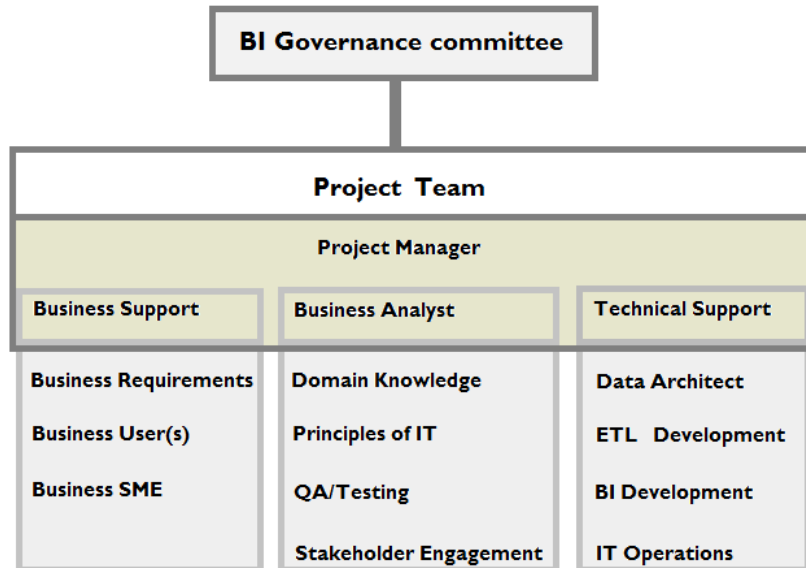 BI Governance committee
Project Team
Project Manager
Business Support
Business Analyst
Technical Support
Business Requirements
Domain Knowledge
Data Architect
Business User(s)
Principles of IT
ETL Development
Business SME
QA/Testing
BI Development
Stakeholder Engagement
IT Operations